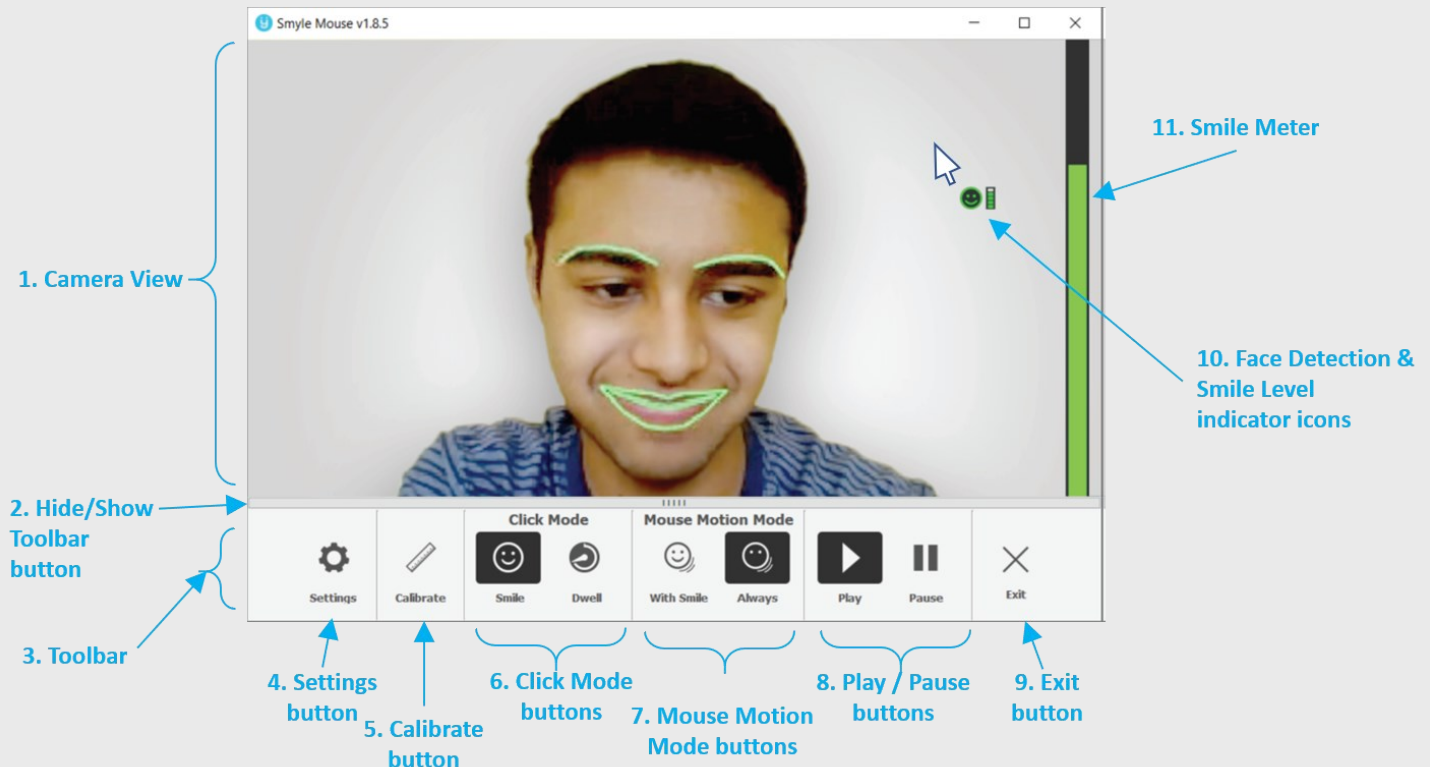 Smyle Mouse v1.8.5
11. Smile Meter
1. Camera View
10. Face Detection &
Smile Level
indicator icons
2. Hide/Show
Toolbar
button
Click Mode
Mouse Motion Mode
Settings
Calibrate
Smile
Dwell
With Smile
Always
Play
Pause
Exit
3. Toolbar
4. Settings
button
5. Calibrate
button
6. Click Mode
buttons
7. Mouse Motion
Mode buttons
8. Play / Pause
buttons
9. Exit
button